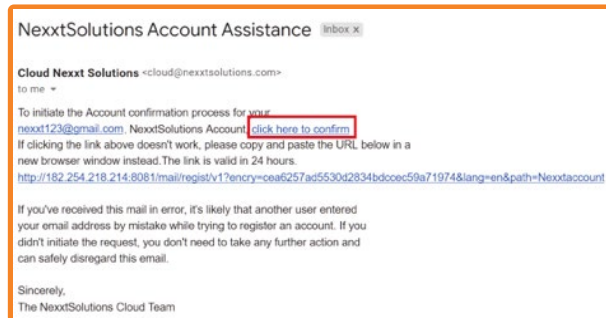 NexxtSolutions Account Assistance Inbox x
Cloud Nexxt Solutions <cloud@nexxtsolutions.com>
to me
To initiate the Account confirmation process for your
nexxt123@gmail.com. NexxtSolutions Account, click here to confirm
If clicking the link above doesn't work, please copy and paste the URL below in a
new browser window instead.The link is valid in 24 hours.
http://182.254.218.214:8081/mail/regist/v1?encry=cea6257ad5530d2834bdccec59a71974&lang=en&path=Nexxtaccount
If you've received this mail in error, it's likely that another user entered
your email address by mistake while trying to register an account. If you
didn't initiate the request, you don't need to take any further action and
can safely disregard this email.
Sincerely,
The NexxtSolutions Cloud Team